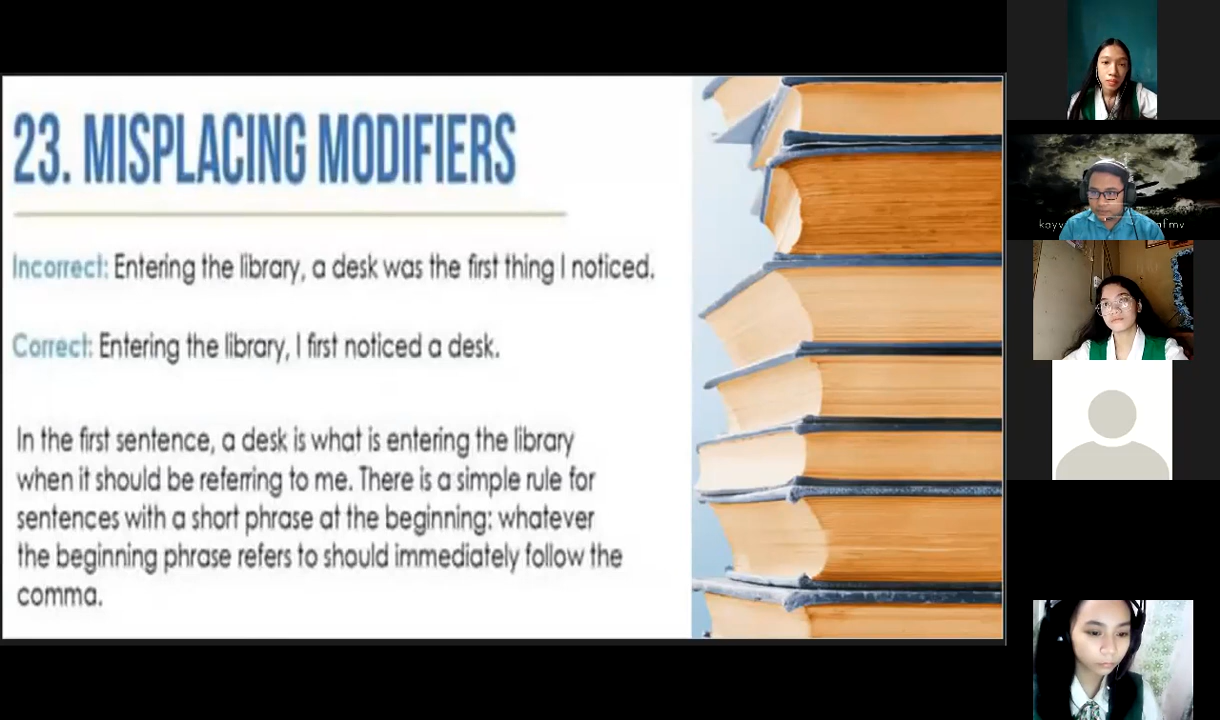 23. MISPLACING MODIFIERS
Incorrect: Entering the library, a desk was the first thing I noticed.
Correct: Entering the library, I first noticed a desk.
In the first sentence, a desk is what is entering the library
when it should be referring to me. There is a simple rule for
sentences with a short phrase at the beginning: whatever
the beginning phrase refers to should immediately follow the
comma.